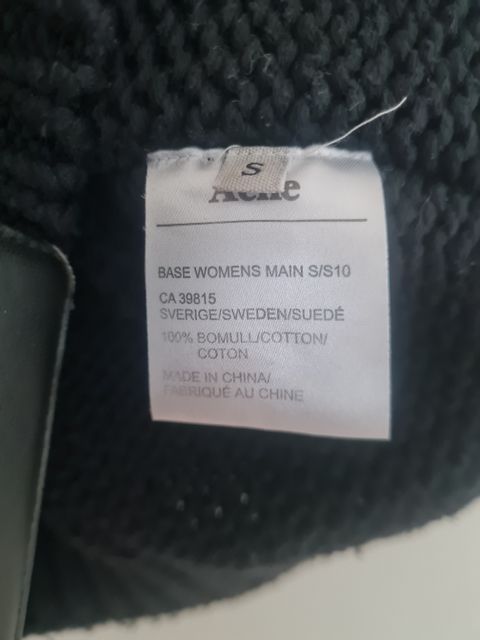 S
Acne
BASE WOMENS MAIN S/S10
CA 39815
SVERIGE/SWEDEN/SUEDÉ
100% BOMULL/COTTON/
COTON
MADE IN CHINA/
FABRIQUÉ AU CHINE